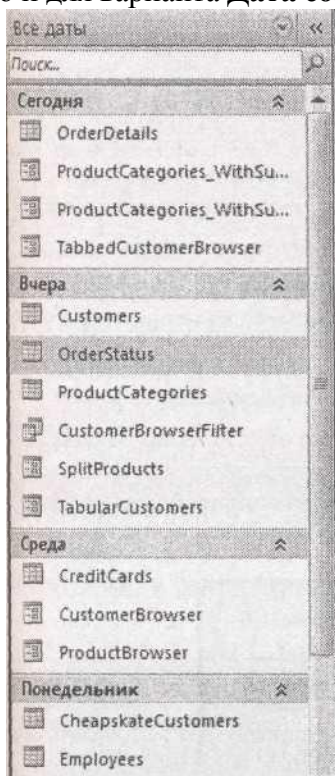 Все даты
Поиск...
Сегодня
OrderDetails
ProductCategories_WithSu...
ProductCategories_WithSu...
TabbedCustomerBrowser
Вчера
Customers
OrderStatus
ProductCategories
CustomerBrowserFilter
SplitProducts
TabularCustomers
Среда
CreditCards
CustomerBrowser
ProductBrowser
Понедельник
CheapskateCustomers
Employees